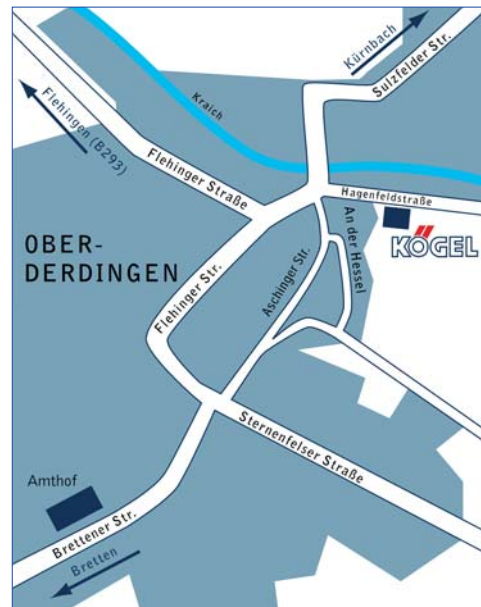 Kürnbach
Sulzfelder Str.
Kraich
Flehingen (B293)
Flehinger Straße
Hagenfeldstraße
KÖGEL
An der Hessel
OBER-
DERDINGEN
Aschinger Str.
Flehinger Str.
Sternenfelser Straße
Amthof
Brettener Str.
Bretten